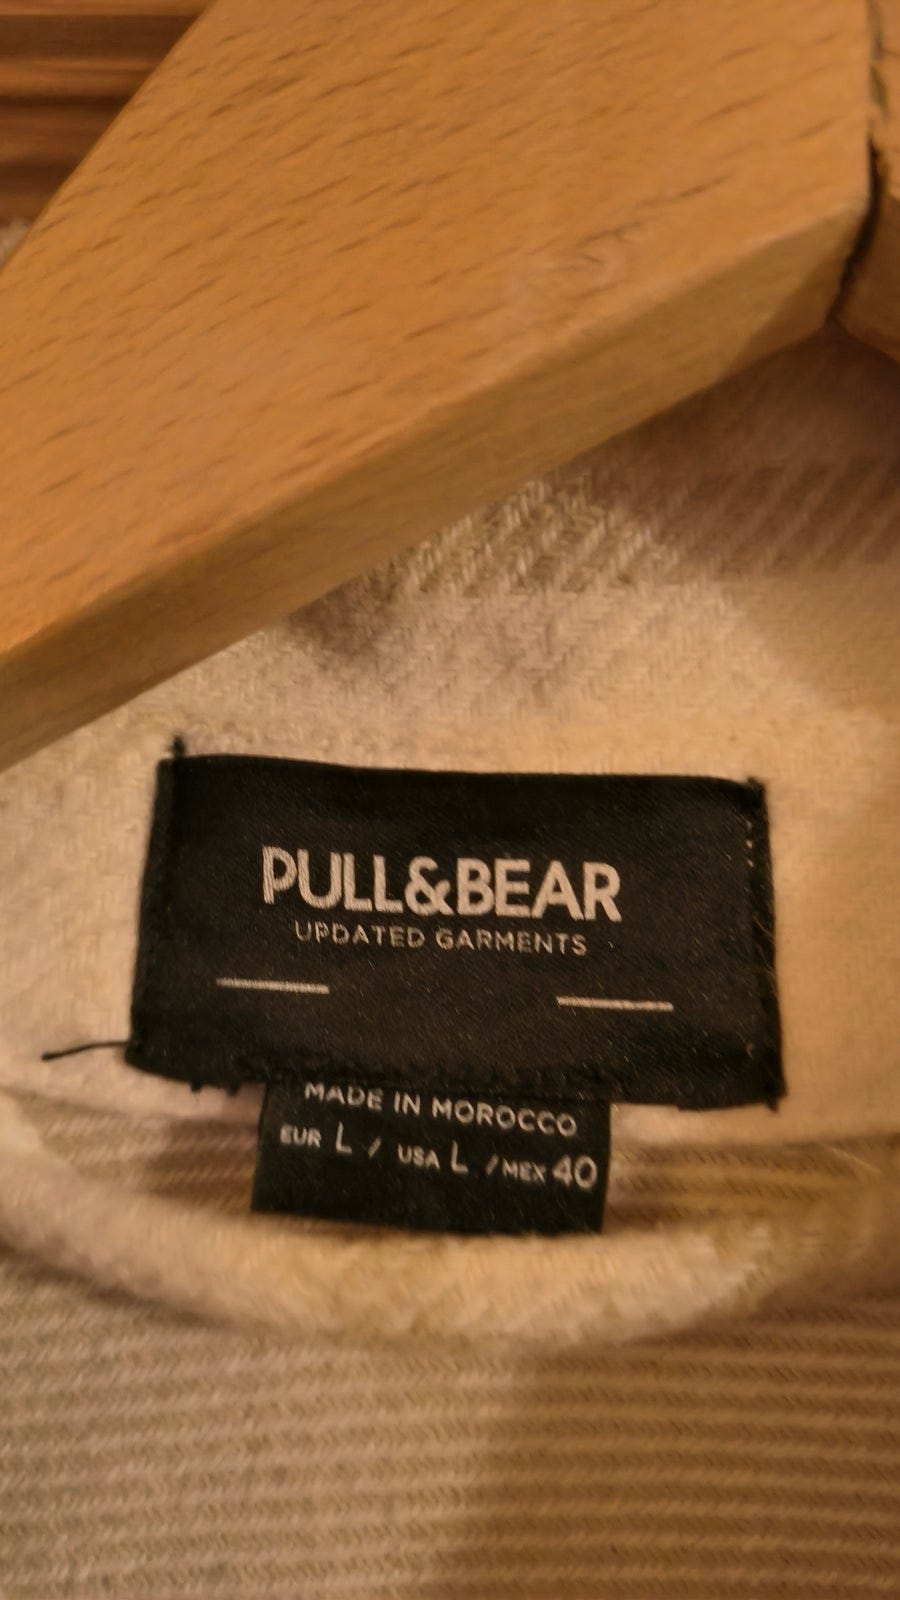 PULL&BEAR
UPDATED GARMENTS
MADE IN MOROCCO
EUR L / USA L / MEX 40